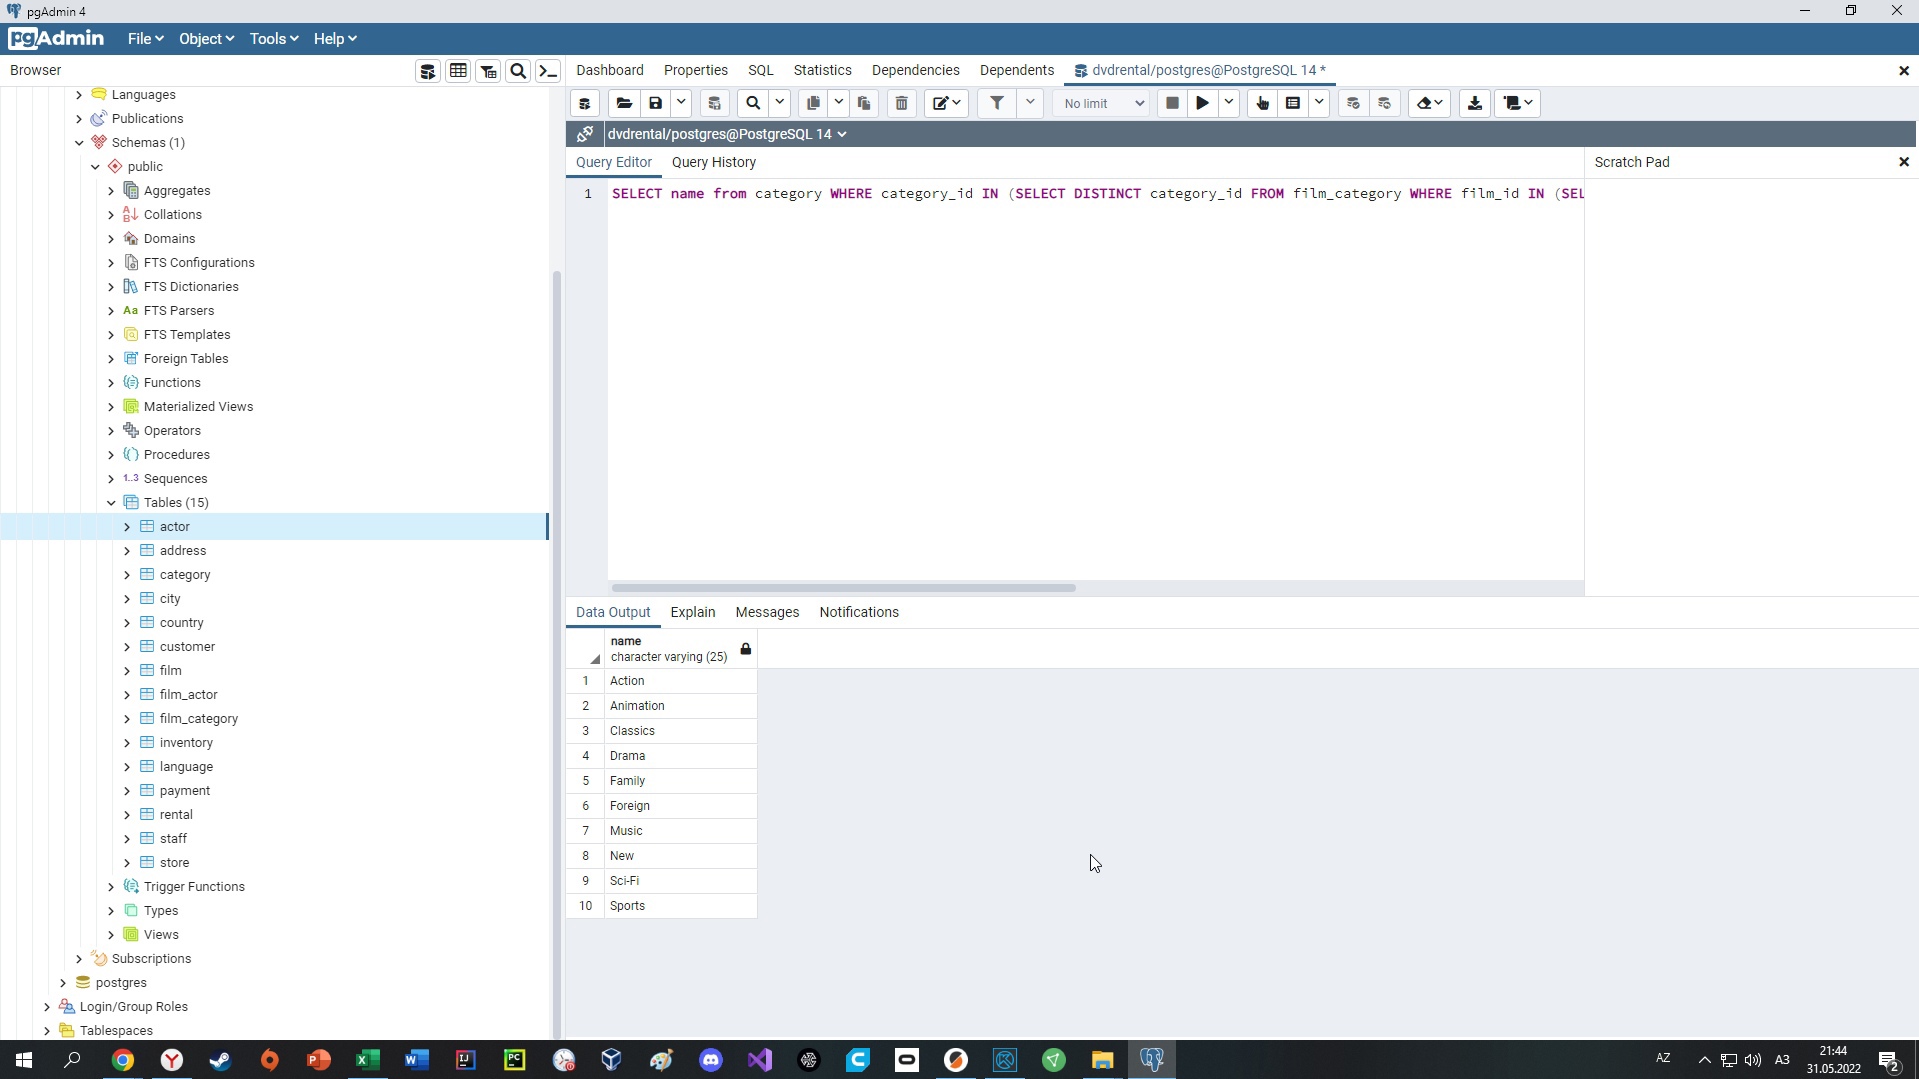 pgAdmin 4
pgAdmin
File
Object
Tools
Help
Browser
Dashboard
Properties
SQL
Statistics
Dependencies
Dependents
dvdrental/postgres@PostgreSQL 14 *
No limit
dvdrental/postgres@PostgreSQL 14
Query Editor
Query History
Scratch Pad
1
SELECT name from category WHERE category_id IN (SELECT DISTINCT category_id FROM film_category WHERE film_id IN (SEL
Languages
Publications
Schemas (1)
public
Aggregates
Collations
Domains
FTS Configurations
FTS Dictionaries
Aa FTS Parsers
FTS Templates
Foreign Tables
Functions
Materialized Views
Operators
Procedures
1..3 Sequences
Tables (15)
actor
address
category
city
country
customer
film
film_actor
film_category
inventory
language
payment
rental
staff
store
Trigger Functions
Types
Views
Subscriptions
postgres
Login/Group Roles
Tablespaces
Data Output
Explain
Messages
Notifications
name
character varying (25)
1 Action
2 Animation
3 Classics
4 Drama
5 Family
6 Foreign
7 Music
8 New
9 Sci-Fi
10 Sports
AZ
A3
21:44
31.05.2022
2